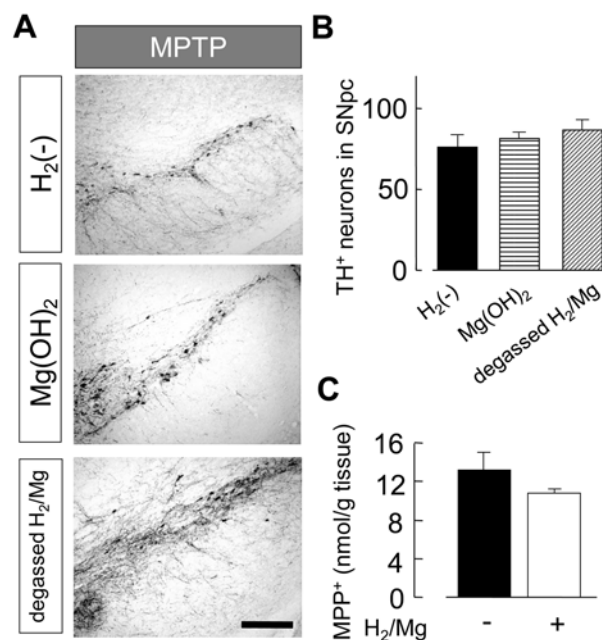 A
MPTP
H₂(-)
Mg(OH)₂
degassed H₂/Mg
B
TH⁺ neurons in SNpc
100
50
0
H₂(-)
Mg(OH)₂
degassed H₂/Mg
C
MPP⁺ (nmol/g tissue)
16
12
8
4
0
H₂/Mg - +